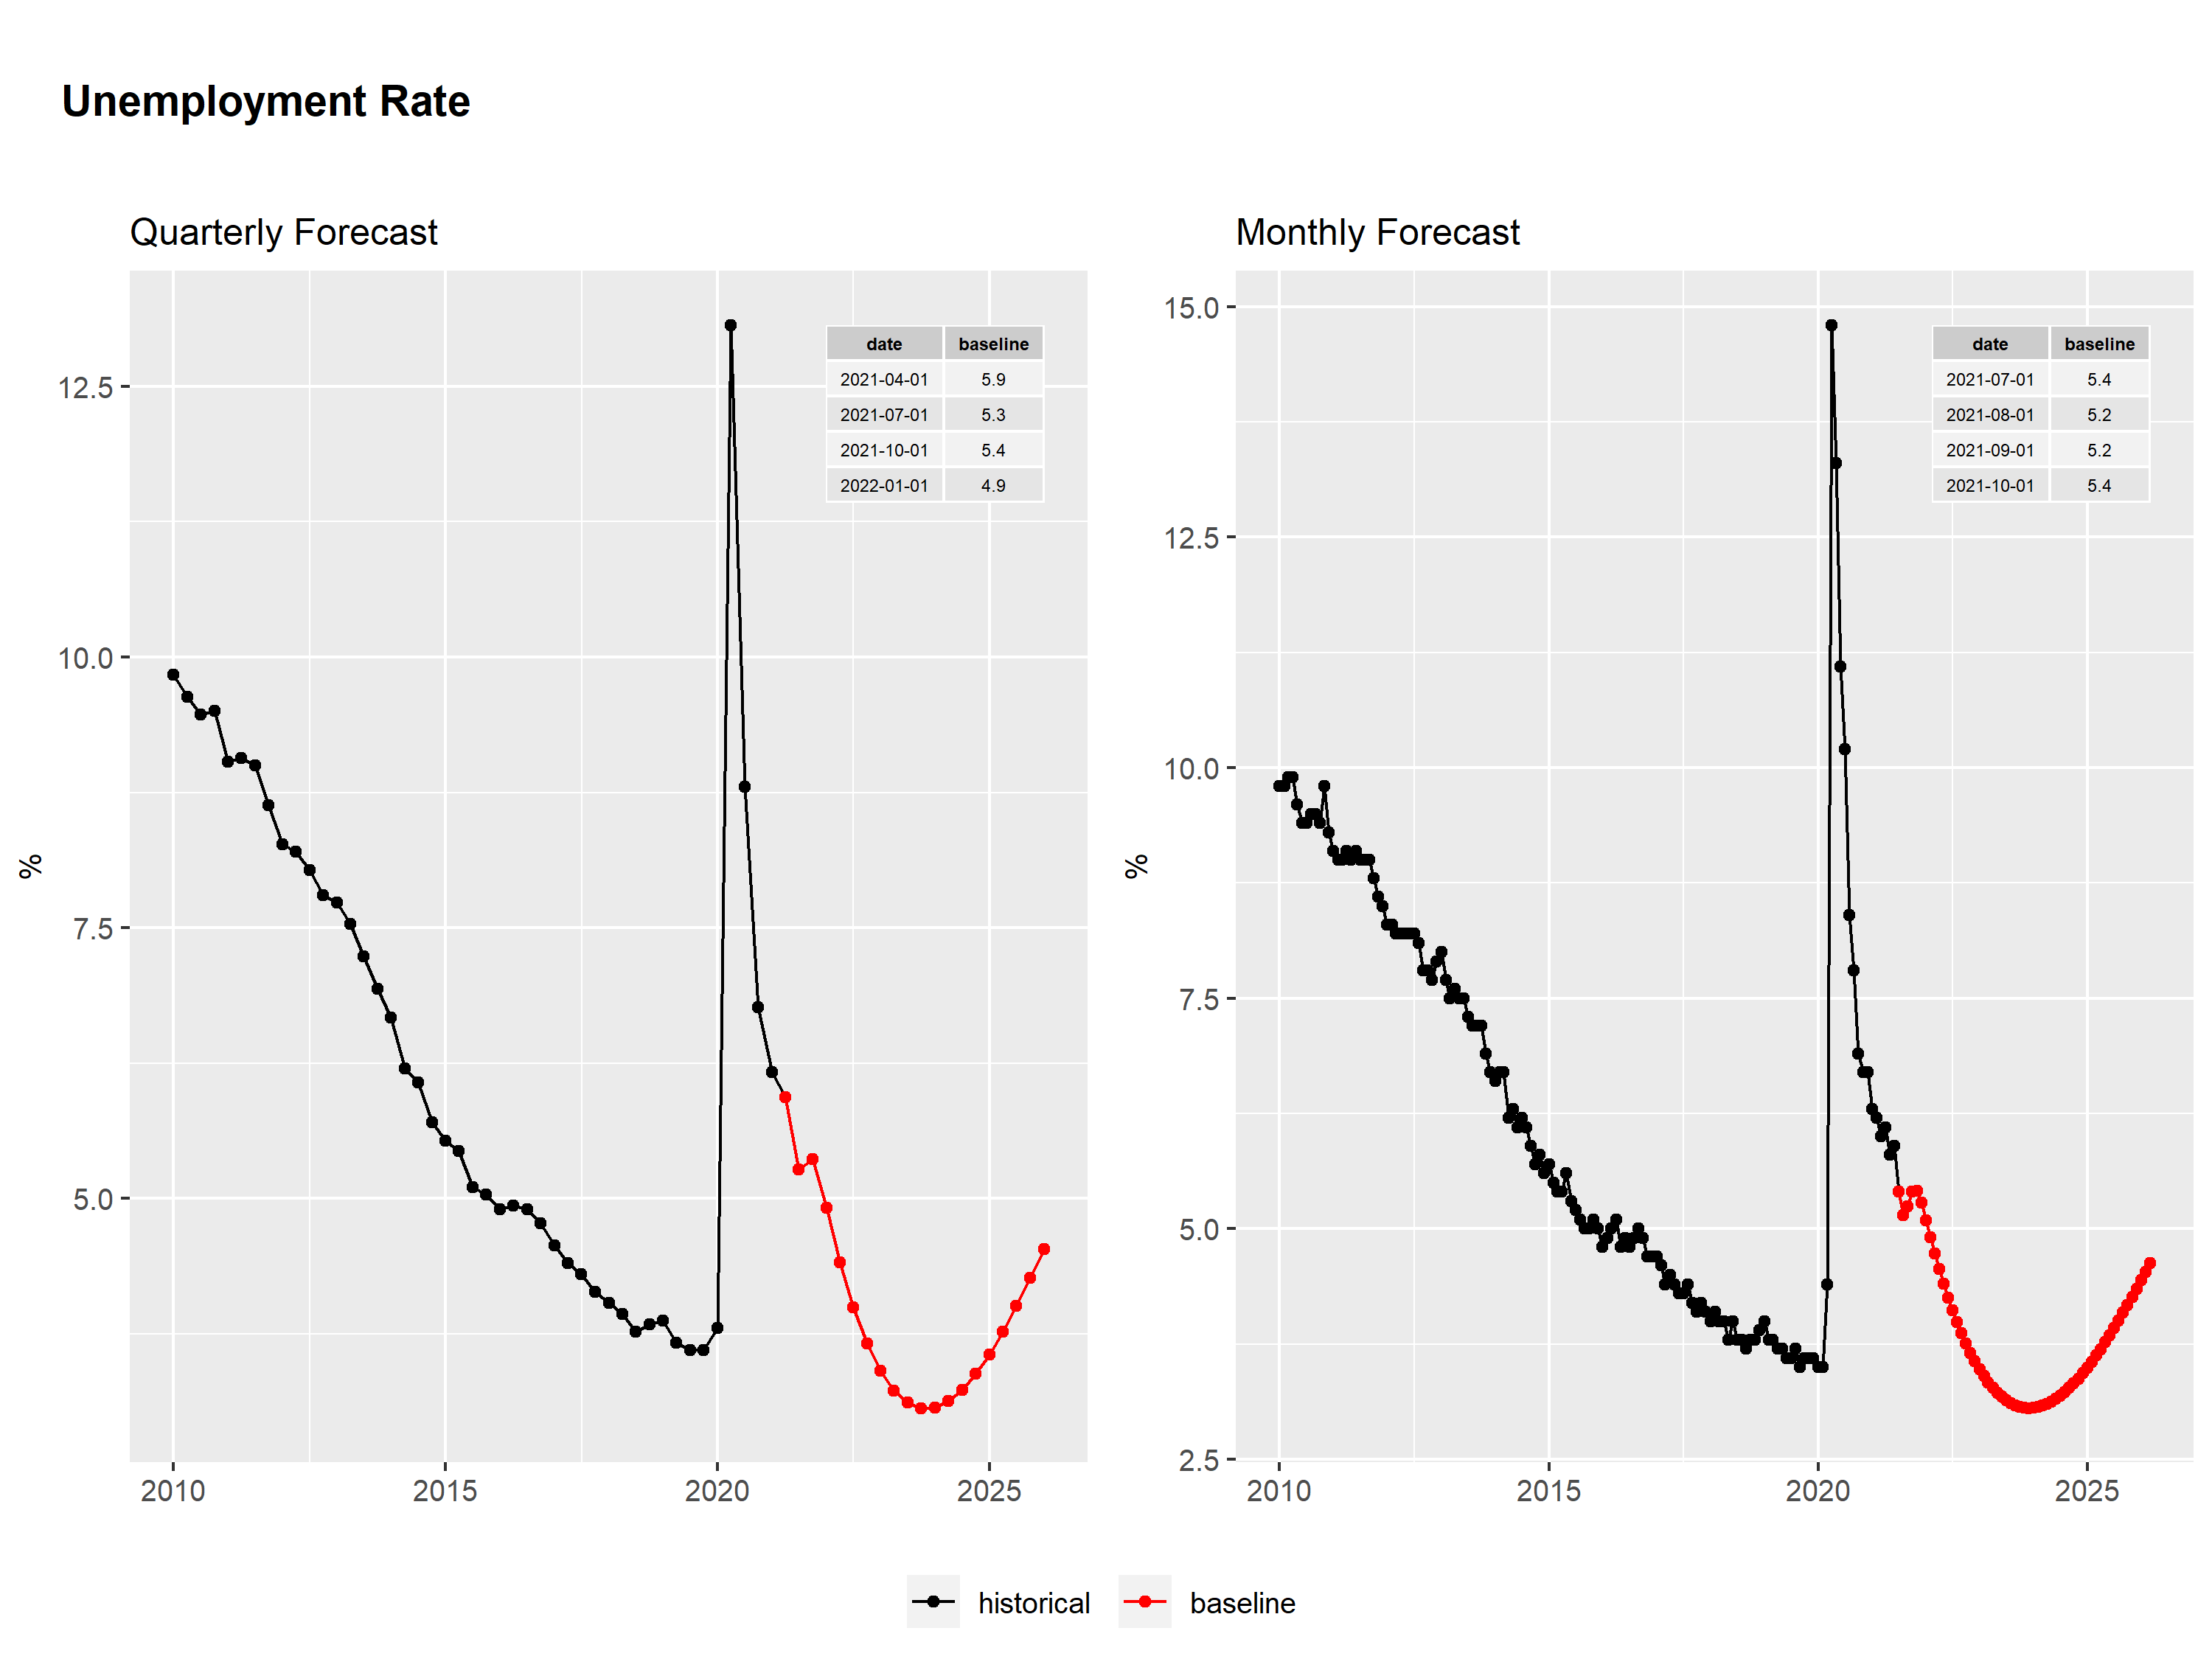 Unemployment Rate
Quarterly Forecast
%
12.5
10.0
7.5
5.0
2010 2015 2020 2025
date baseline
2021-04-01 5.9
2021-07-01 5.3
2021-10-01 5.4
2022-01-01 4.9
Monthly Forecast
%
15.0
12.5
10.0
7.5
5.0
2.5
2010 2015 2020 2025
date baseline
2021-07-01 5.4
2021-08-01 5.2
2021-09-01 5.2
2021-10-01 5.4
historical baseline